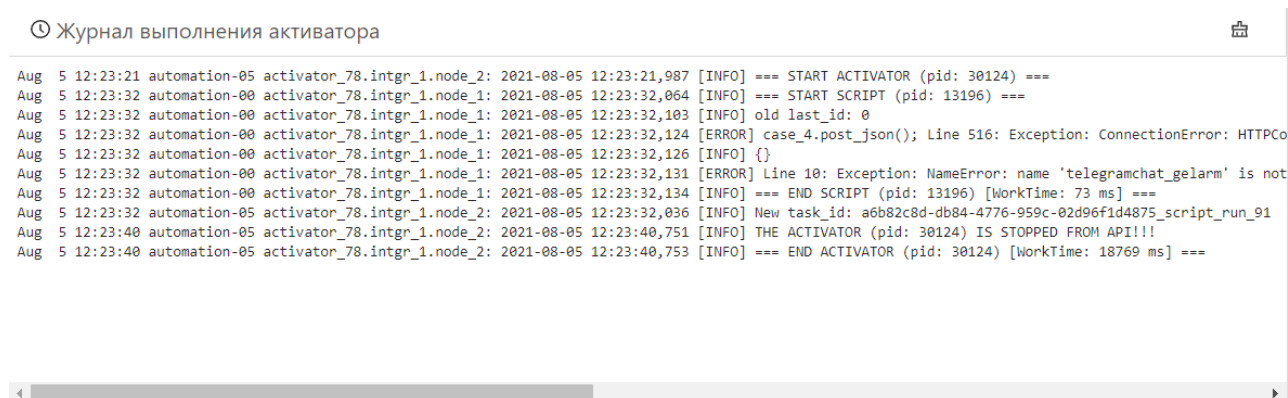 Журнал выполнения активатора
Aug  5 12:23:21 automation-05 activator_78.intgr_1.node_2: 2021-08-05 12:23:21,987 [INFO] === START ACTIVATOR (pid: 30124) ===
Aug  5 12:23:32 automation-00 activator_78.intgr_1.node_1: 2021-08-05 12:23:32,064 [INFO] === START SCRIPT (pid: 13196) ===
Aug  5 12:23:32 automation-00 activator_78.intgr_1.node_1: 2021-08-05 12:23:32,103 [INFO] old last_id: 0
Aug  5 12:23:32 automation-00 activator_78.intgr_1.node_1: 2021-08-05 12:23:32,124 [ERROR] case_4.post_json(); Line 516: Exception: ConnectionError: HTTPCo
Aug  5 12:23:32 automation-00 activator_78.intgr_1.node_1: 2021-08-05 12:23:32,126 [INFO] {}
Aug  5 12:23:32 automation-00 activator_78.intgr_1.node_1: 2021-08-05 12:23:32,131 [ERROR] Line 10: Exception: NameError: name 'telegramchat_gelarm' is not
Aug  5 12:23:32 automation-00 activator_78.intgr_1.node_1: 2021-08-05 12:23:32,134 [INFO] === END SCRIPT (pid: 13196) [WorkTime: 73 ms] ===
Aug  5 12:23:32 automation-05 activator_78.intgr_1.node_2: 2021-08-05 12:23:32,036 [INFO] New task_id: a6b82c8d-db84-4776-959c-02d96f1d4875_script_run_91
Aug  5 12:23:40 automation-05 activator_78.intgr_1.node_2: 2021-08-05 12:23:40,751 [INFO] THE ACTIVATOR (pid: 30124) IS STOPPED FROM API!!!
Aug  5 12:23:40 automation-05 activator_78.intgr_1.node_2: 2021-08-05 12:23:40,753 [INFO] === END ACTIVATOR (pid: 30124) [WorkTime: 18769 ms] ===